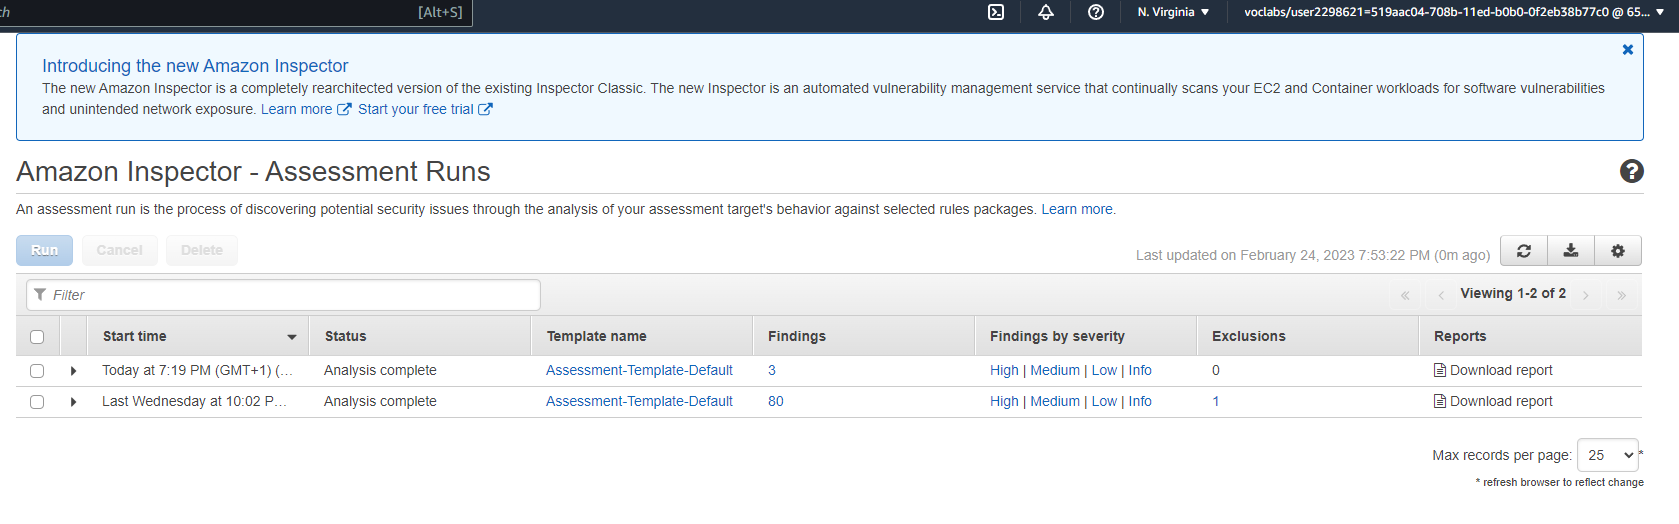 [Alt+S] N. Virginia voclabs/user2298621=519aac04-708b-11ed-b0b0-0f2eb38b77c0 @ 65...
Introducing the new Amazon Inspector
The new Amazon Inspector is a completely rearchitected version of the existing Inspector Classic. The new Inspector is an automated vulnerability management service that continually scans your EC2 and Container workloads for software vulnerabilities
and unintended network exposure. Learn more Start your free trial
Amazon Inspector - Assessment Runs
An assessment run is the process of discovering potential security issues through the analysis of your assessment target's behavior against selected rules packages. Learn more.
Run Cancel Delete Last updated on February 24, 2023 7:53:22 PM (0m ago)
Filter « ‹ Viewing 1-2 of 2 › »
Start time Status Template name Findings Findings by severity Exclusions Reports
Today at 7:19 PM (GMT+1) (... Analysis complete Assessment-Template-Default 3 High | Medium | Low | Info 0 Download report
Last Wednesday at 10:02 P... Analysis complete Assessment-Template-Default 80 High | Medium | Low | Info 1 Download report
Max records per page: 25 *
* refresh browser to reflect change